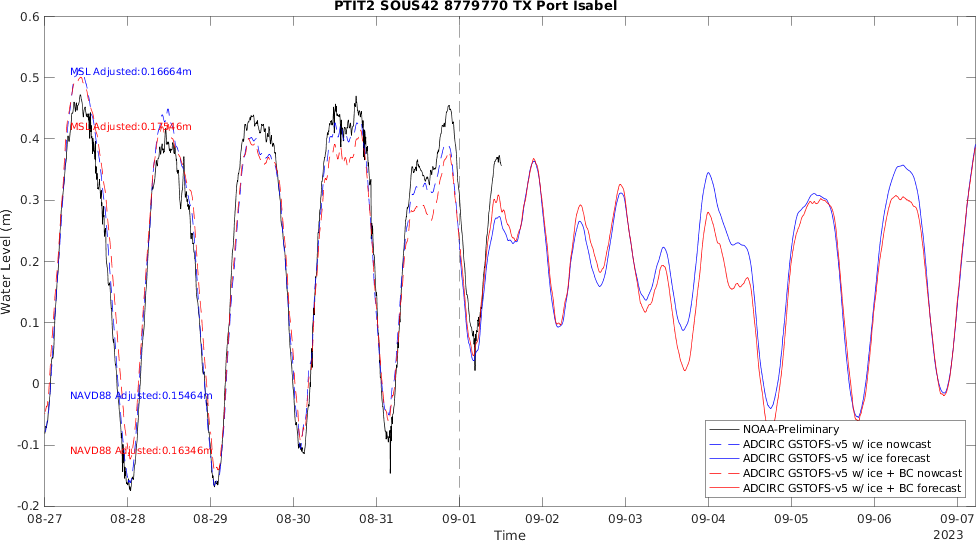 PTIT2 SOUS42 8779770 TX Port Isabel
0.6
0.5
0.4
0.3
0.2
0.1
0
-0.1
-0.2
Water Level (m)
MSL Adjusted:0.16664m
MSL Adjusted:0.17946m
NAVD88 Adjusted:0.15464m
NAVD88 Adjusted:0.16346m
NOAA-Preliminary
ADCIRC GSTOFS-v5 w/ ice nowcast
ADCIRC GSTOFS-v5 w/ ice forecast
ADCIRC GSTOFS-v5 w/ ice + BC nowcast
ADCIRC GSTOFS-v5 w/ ice + BC forecast
08-27 08-28 08-29 08-30 08-31 09-01 09-02 09-03 09-04 09-05 09-06 09-07
Time
2023